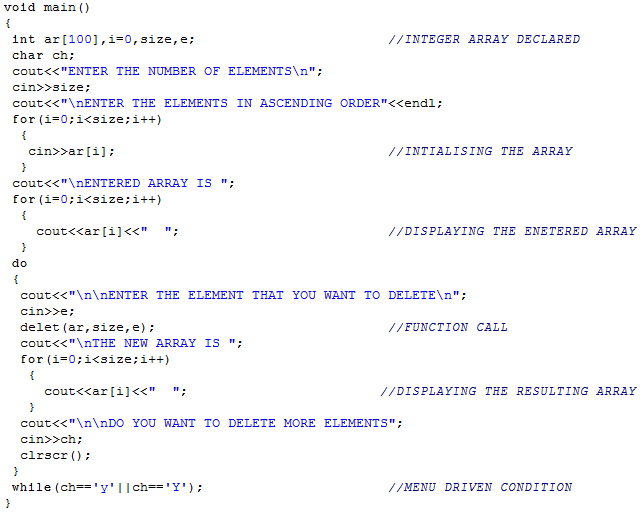 void main()
{
int ar[100],i=0,size,e; //INTEGER ARRAY DECLARED
char ch;
cout<<"ENTER THE NUMBER OF ELEMENTS\n";
cin>>size;
cout<<"\nENTER THE ELEMENTS IN ASCENDING ORDER"<<endl;
for(i=0;i<size;i++)
{
cin>>ar[i]; //INTIALISING THE ARRAY
}
cout<<"\nENTERED ARRAY IS ";
for(i=0;i<size;i++)
{
cout<<ar[i]<<"  "; //DISPLAYING THE ENETERED ARRAY
}
do
{
cout<<"\n\nENTER THE ELEMENT THAT YOU WANT TO DELETE\n";
cin>>e;
delet(ar,size,e); //FUNCTION CALL
cout<<"\nTHE NEW ARRAY IS ";
for(i=0;i<size;i++)
{
cout<<ar[i]<<"  "; //DISPLAYING THE RESULTING ARRAY
}
cout<<"\n\nDO YOU WANT TO DELETE MORE ELEMENTS";
cin>>ch;
clrscr();
}
while(ch=='y'||ch=='Y'); //MENU DRIVEN CONDITION
}